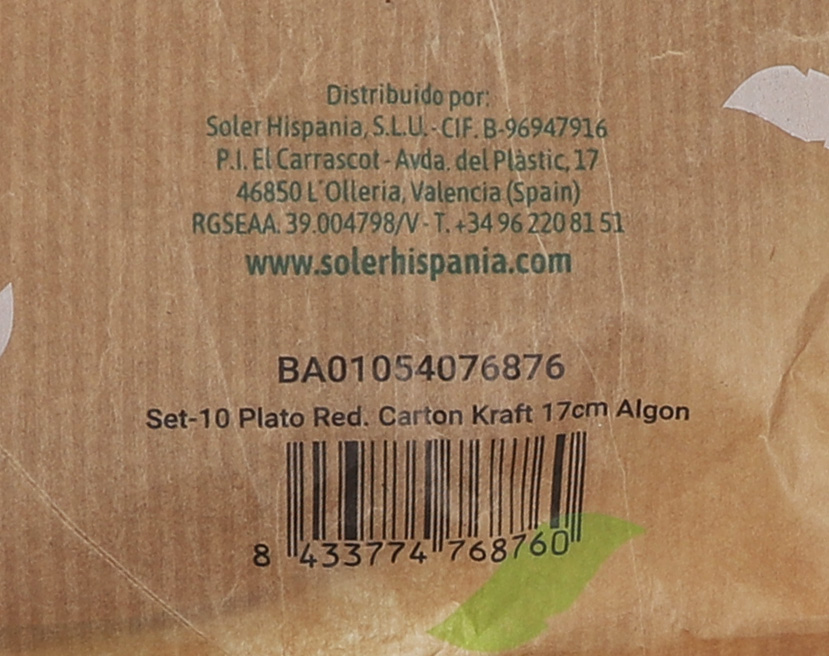 Distribuido por:
Soler Hispania, S.L.U. - CIF. B-96947916
P.I. El Carrascot - Avda. del Plàstic, 17
46850 L´Olleria, Valencia (Spain)
RGSEAA. 39.004798/V - T. +34 96 220 81 51
www.solerhispania.com
BA01054076876
Set-10 Plato Red. Carton Kraft 17cm Algon
8 433774 768760